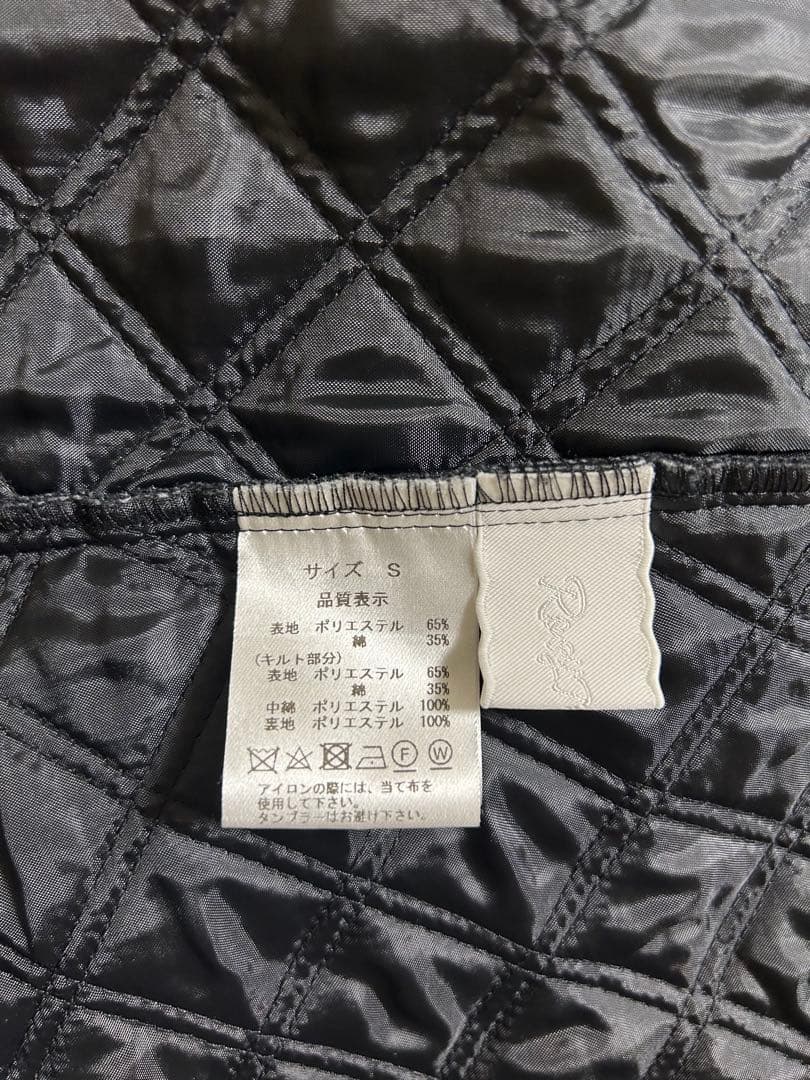 サイズ S
品質表示
表地 ポリエステル 65%
綿 35%
(キルト部分)
表地 ポリエステル 65%
綿 35%
中綿 ポリエステル 100%
裏地 ポリエステル 100%
F W
アイロンの際には、当て布を
使用して下さい。
タンブラーはお避け下さい。